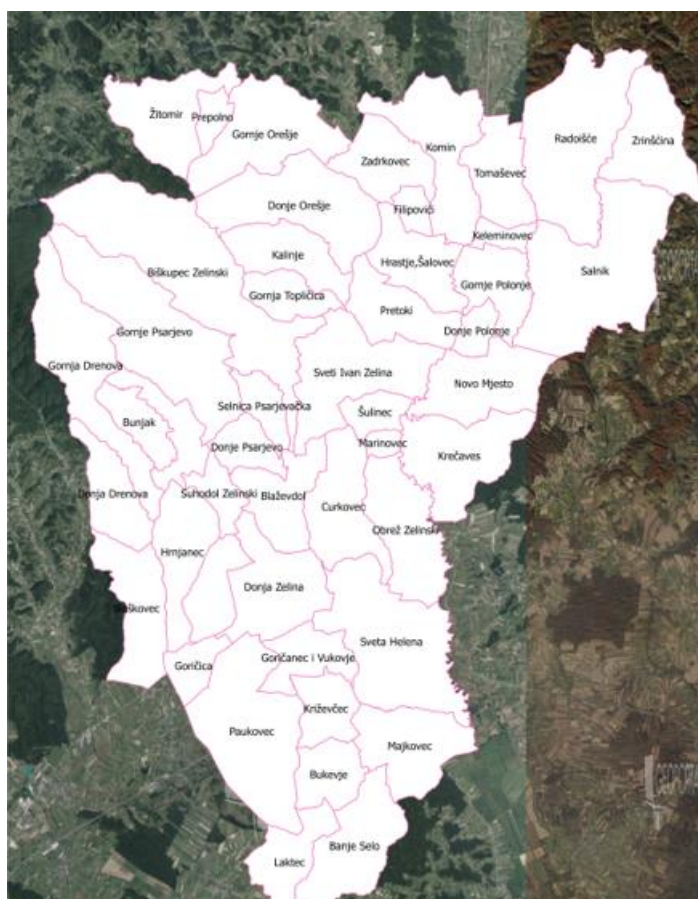 Žitomir
Prepolno
Gornje Orešje
Komin
Radoišće
Zrinšćina
Zadrkovec
Tomaševec
Donje Orešje
Filipovići
Keleminovec
Kalinje
Hrastje,Šalovec
Biškupec Zelinski
Salnik
Gornja Topličica
Gornje Polonje
Pretoki
Gornje Psarjevo
Donje Polonje
Gornja Drenova
Sveti Ivan Zelina
Novo Mjesto
Selnica Psarjevačka
Šulinec
Bunjak
Marinovec
Donje Psarjevo
Krečaves
Donja Drenova
Suhodol Zelinski
Blaževdol
Curkovec
Obrež Zelinski
Hrnjanec
Donja Zelina
Sveta Helena
Goričica
Goričanec i Vukovje
Križevčec
Paukovec
Majkovec
Bukevje
Banje Selo
Laktec